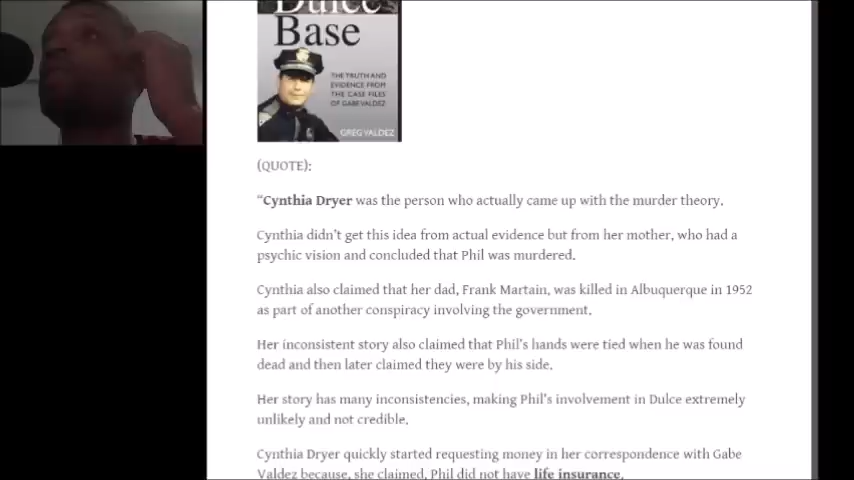 Dulce
Base
THE TRUTH AND
EVIDENCE FROM
THE CASE FILES
OF GABE VALDEZ
GREG VALDEZ
(QUOTE):
“Cynthia Dryer was the person who actually came up with the murder theory.
Cynthia didn’t get this idea from actual evidence but from her mother, who had a
psychic vision and concluded that Phil was murdered.
Cynthia also claimed that her dad, Frank Martain, was killed in Albuquerque in 1952
as part of another conspiracy involving the government.
Her inconsistent story also claimed that Phil’s hands were tied when he was found
dead and then later claimed they were by his side.
Her story has many inconsistencies, making Phil’s involvement in Dulce extremely
unlikely and not credible.
Cynthia Dryer quickly started requesting money in her correspondence with Gabe
Valdez because, she claimed, Phil did not have life insurance.